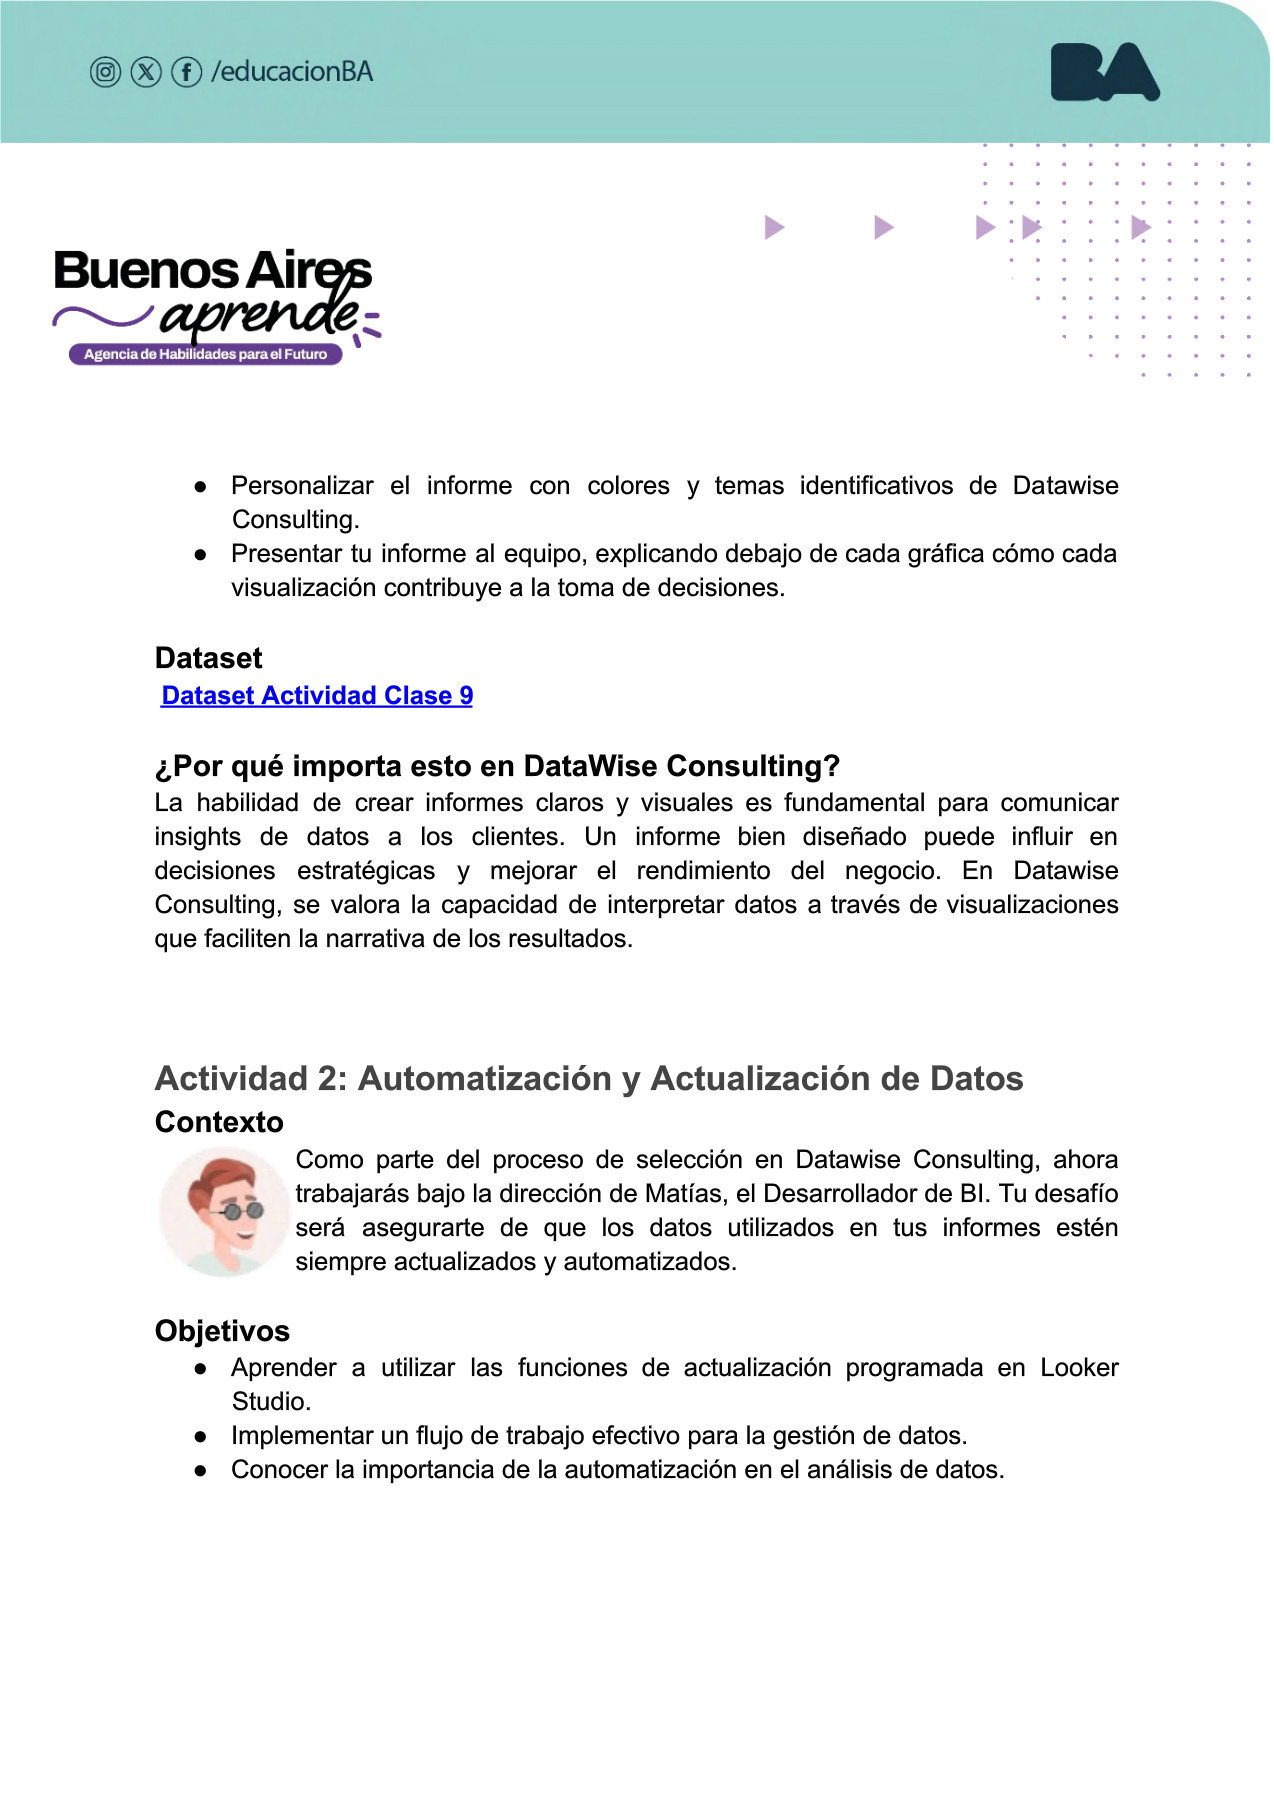 /educacionBA
BA
Buenos Aires
aprende
Agencia de Habilidades para el Futuro
● Personalizar el informe con colores y temas identificativos de Datawise
Consulting.
● Presentar tu informe al equipo, explicando debajo de cada gráfica cómo cada
visualización contribuye a la toma de decisiones.
Dataset
Dataset Actividad Clase 9
¿Por qué importa esto en DataWise Consulting?
La habilidad de crear informes claros y visuales es fundamental para comunicar
insights de datos a los clientes. Un informe bien diseñado puede influir en
decisiones estratégicas y mejorar el rendimiento del negocio. En Datawise
Consulting, se valora la capacidad de interpretar datos a través de visualizaciones
que faciliten la narrativa de los resultados.
Actividad 2: Automatización y Actualización de Datos
Contexto
Como parte del proceso de selección en Datawise Consulting, ahora
trabajarás bajo la dirección de Matías, el Desarrollador de BI. Tu desafío
será asegurarte de que los datos utilizados en tus informes estén
siempre actualizados y automatizados.
Objetivos
● Aprender a utilizar las funciones de actualización programada en Looker
Studio.
● Implementar un flujo de trabajo efectivo para la gestión de datos.
● Conocer la importancia de la automatización en el análisis de datos.